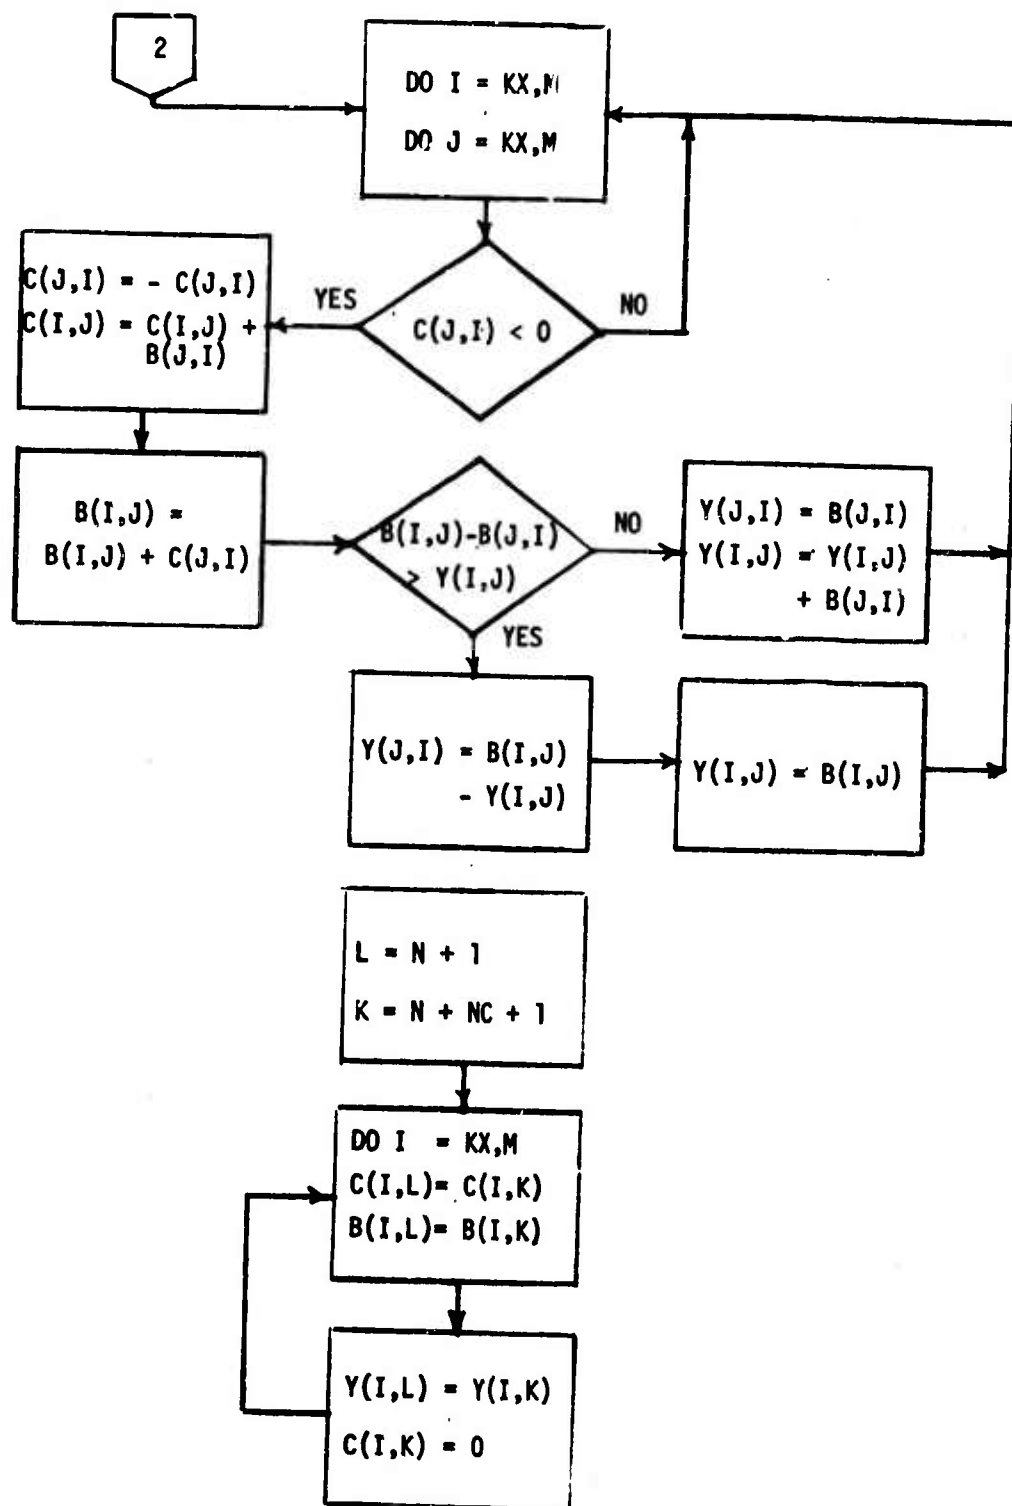 2
DO I = KX,M
DO J = KX,M
C(J,I) = - C(J,I)
C(I,J) = C(I,J) +
B(J,I)
YES
C(J,I) < 0
NO
B(I,J) =
B(I,J) + C(J,I)
B(I,J)-B(J,I)
> Y(I,J)
NO
YES
Y(J,I) = B(J,I)
Y(I,J) = Y(I,J)
+ B(J,I)
Y(J,I) = B(I,J)
- Y(I,J)
Y(I,J) = B(I,J)
L = N + 1
K = N + NC + 1
DO I = KX,M
C(I,L)= C(I,K)
B(I,L)= B(I,K)
Y(I,L) = Y(I,K)
C(I,K) = 0